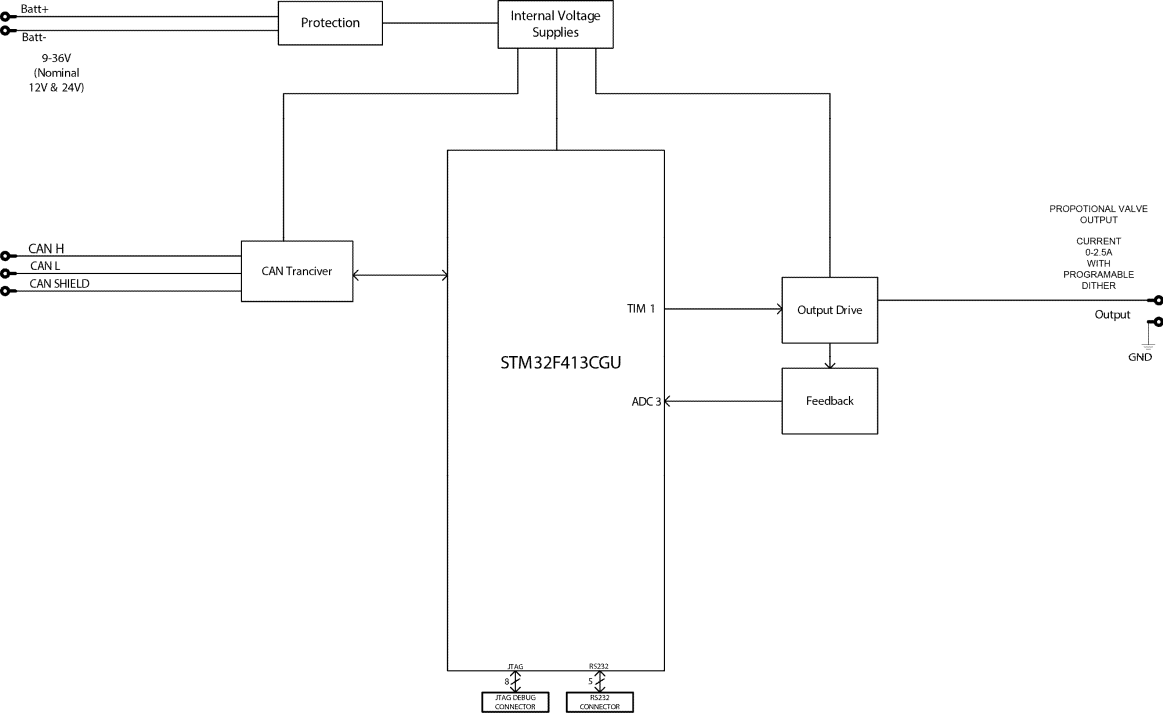 Batt+
Batt-
9-36V
(Nominal
12V & 24V)
Protection
Internal Voltage
Supplies
CAN H
CAN L
CAN SHIELD
CAN Tranciver
STM32F413CGU
TIM 1
ADC 3
Output Drive
Feedback
PROPOTIONAL VALVE
OUTPUT
CURRENT
0-2.5A
WITH
PROGRAMABLE
DITHER
Output
GND
JTAG
RS232
8
5
JTAG DEBUG
CONNECTOR
RS232
CONNECTOR